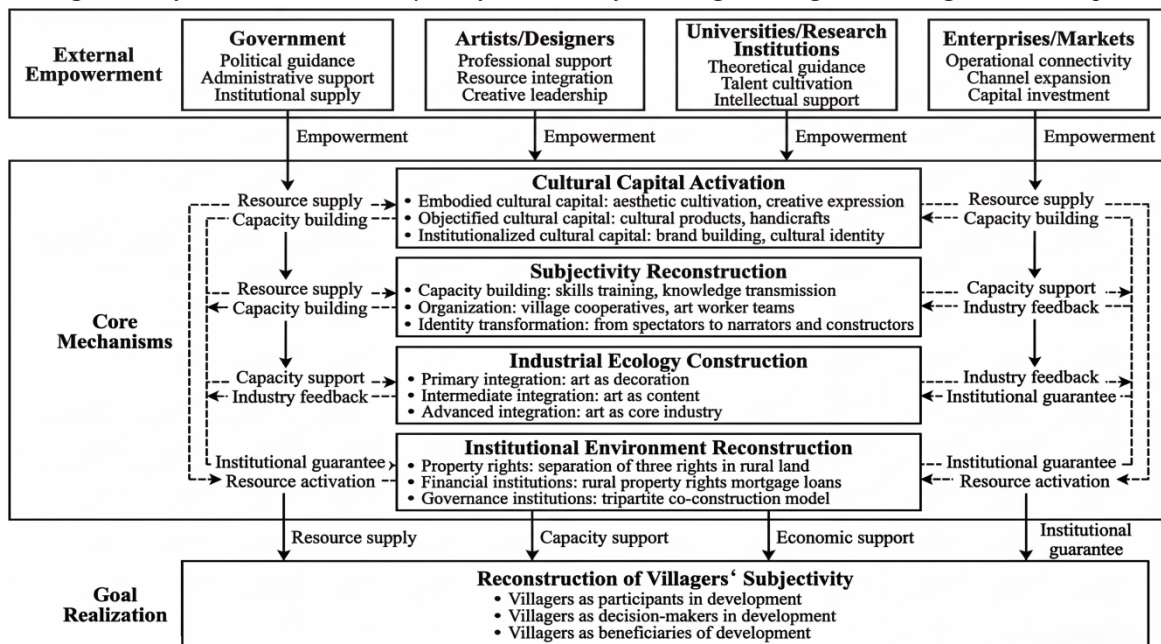 External
Empowerment
Government
Political guidance
Administrative support
Institutional supply
Artists/Designers
Professional support
Resource integration
Creative leadership
Universities/Research
Institutions
Theoretical guidance
Talent cultivation
Intellectual support
Enterprises/Markets
Operational connectivity
Channel expansion
Capital investment
Empowerment
Empowerment
Empowerment
Empowerment
Core
Mechanisms
Resource supply
Capacity building
Cultural Capital Activation
• Embodied cultural capital: aesthetic cultivation, creative expression
• Objectified cultural capital: cultural products, handicrafts
• Institutionalized cultural capital: brand building, cultural identity
Resource supply
Capacity building
Resource supply
Capacity building
Subjectivity Reconstruction
• Capacity building: skills training, knowledge transmission
• Organization: village cooperatives, art worker teams
• Identity transformation: from spectators to narrators and constructors
Capacity support
Industry feedback
Capacity support
Industry feedback
Industrial Ecology Construction
• Primary integration: art as decoration
• Intermediate integration: art as content
• Advanced integration: art as core industry
Industry feedback
Institutional guarantee
Institutional guarantee
Resource activation
Institutional Environment Reconstruction
• Property rights: separation of three rights in rural land
• Financial institutions: rural property rights mortgage loans
• Governance institutions: tripartite co-construction model
Institutional guarantee
Resource activation
Resource supply
Capacity support
Economic support
Institutional
guarantee
Goal
Realization
Reconstruction of Villagers‘ Subjectivity
• Villagers as participants in development
• Villagers as decision-makers in development
• Villagers as beneficiaries of development